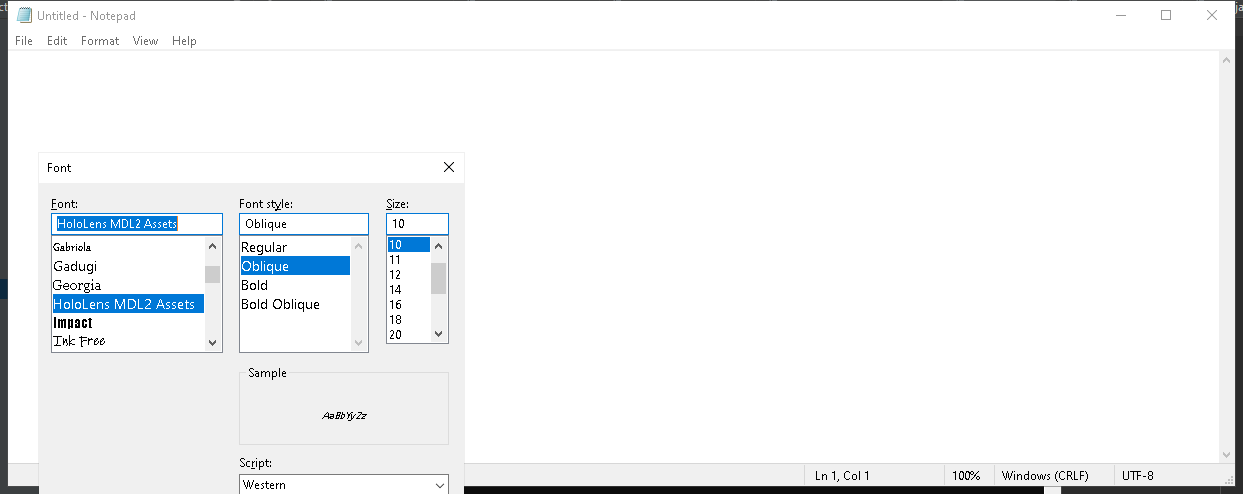 Untitled - Notepad
File Edit Format View Help
Font
Font: Font style: Size:
HoloLens MDL2 Assets Oblique 10
Gabriola Regular 10
Gadugi Oblique 11
Georgia Bold 12
HoloLens MDL2 Assets Bold Oblique 14
Impact 16
Ink Free 18
20
Sample
AaBbYyZz
Script:
Western
Ln 1, Col 1 100% Windows (CRLF) UTF-8